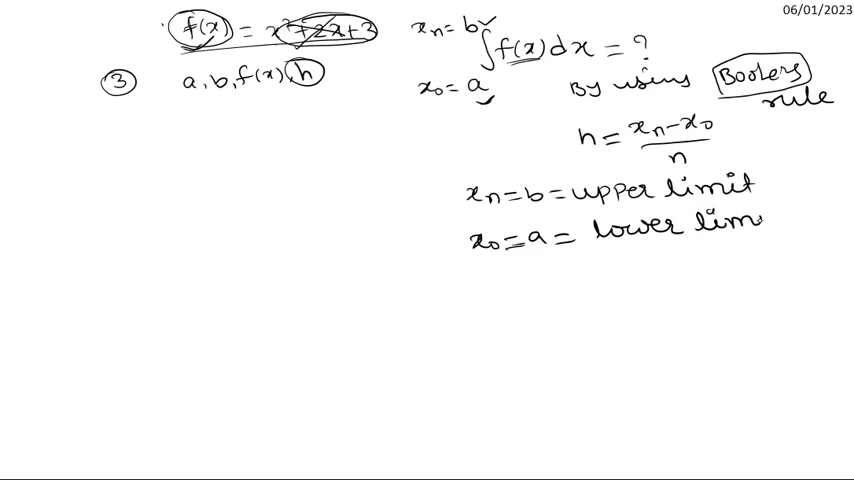 06/01/2023
f(x) = x²+2x+3
③ a, b, f(x), h
xn = b
∫f(x)dx = ?
x0 = a
By using Booler's rule
h = xn-x0/n
xn = b = upper limit
x0 = a = lower lim